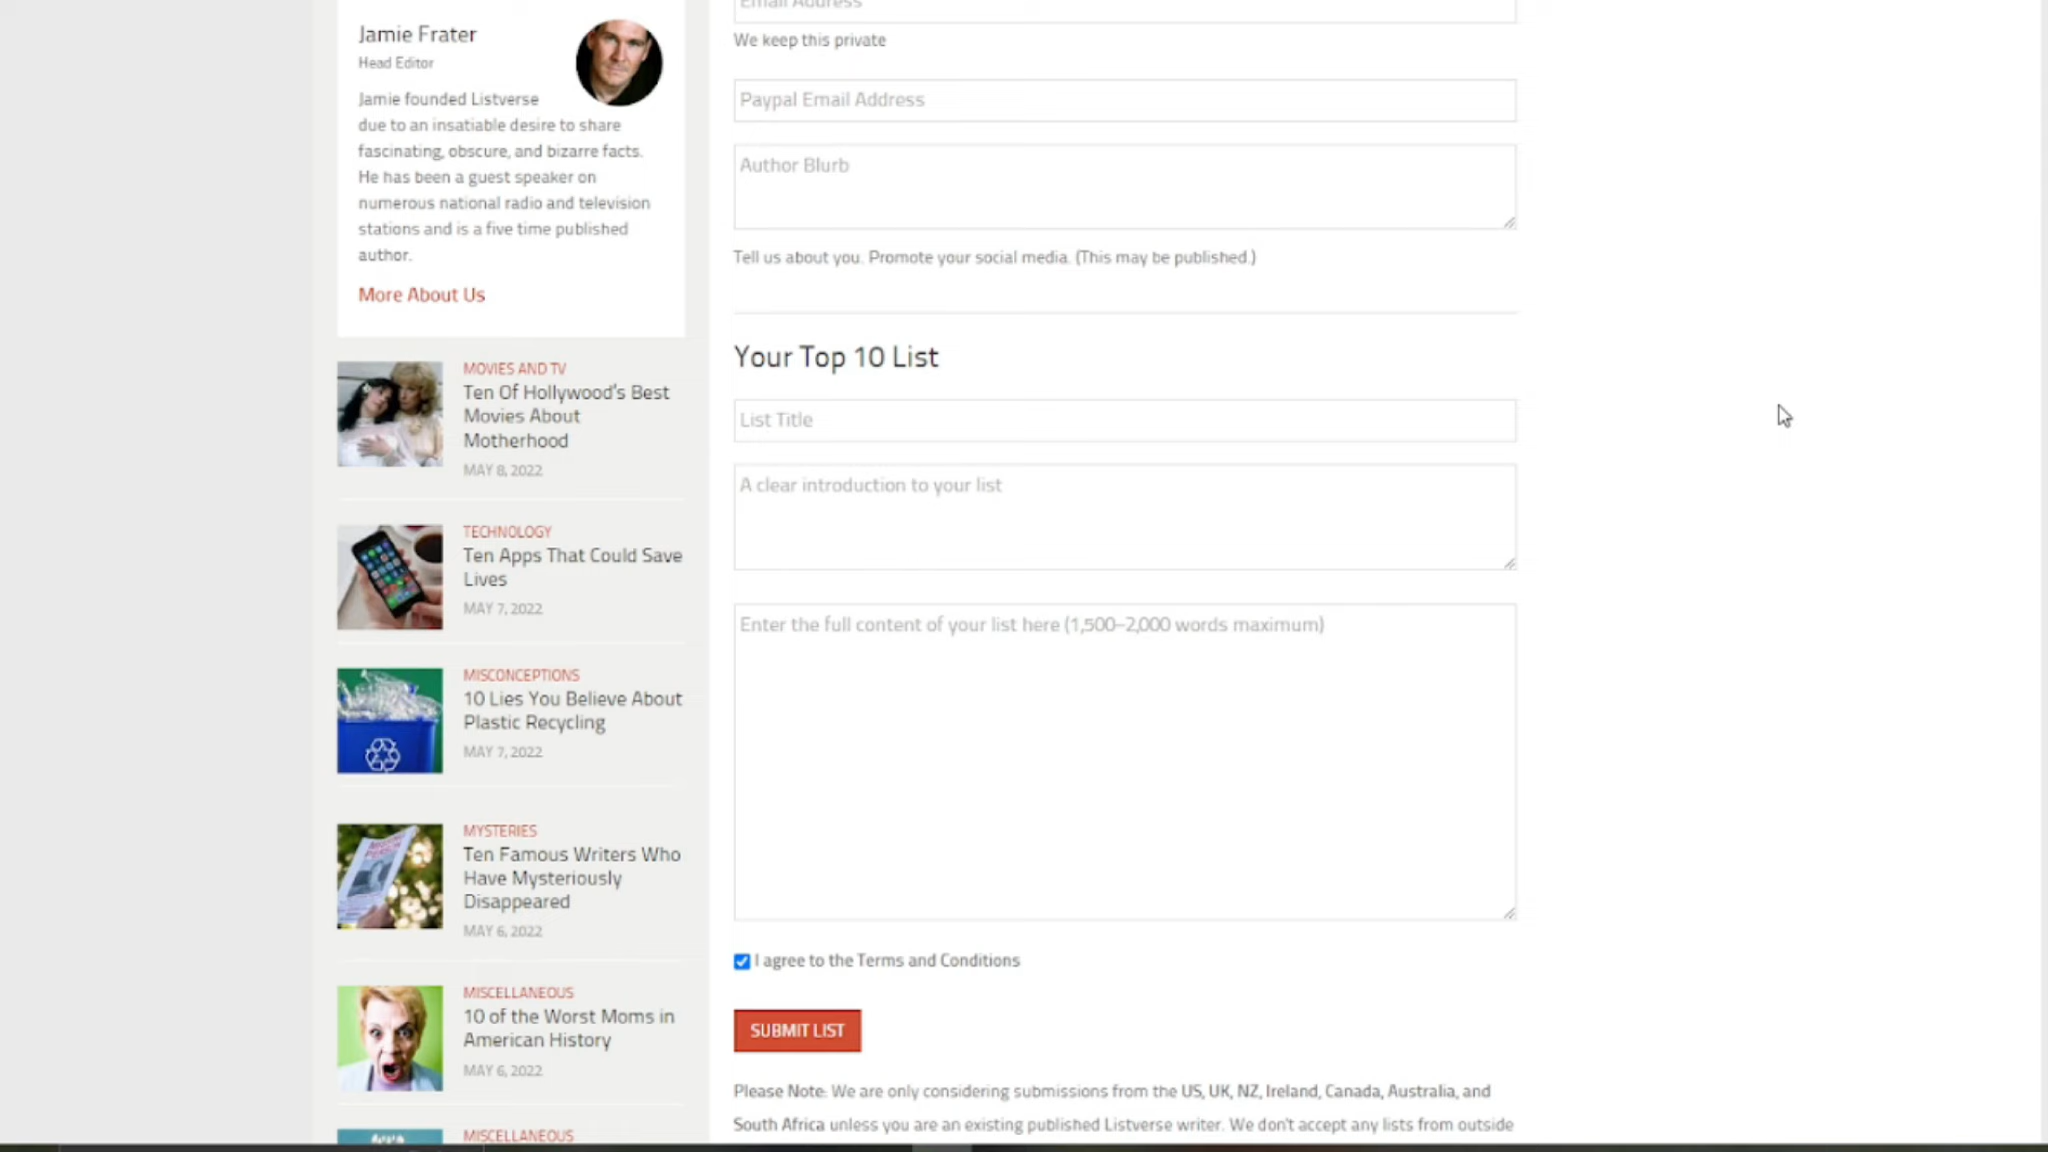 Jamie Frater
Head Editor
Jamie founded Listverse
due to an insatiable desire to share
fascinating, obscure, and bizarre facts.
He has been a guest speaker on
numerous national radio and television
stations and is a five time published
author.
More About Us
MOVIES AND TV
Ten Of Hollywood's Best
Movies About
Motherhood
MAY 8, 2022
TECHNOLOGY
Ten Apps That Could Save
Lives
MAY 7, 2022
MISCONCEPTIONS
10 Lies You Believe About
Plastic Recycling
MAY 7, 2022
MYSTERIES
Ten Famous Writers Who
Have Mysteriously
Disappeared
MAY 6, 2022
MISCELLANEOUS
10 of the Worst Moms in
American History
MAY 6, 2022
MISCELLANEOUS
Email Address
We keep this private
Paypal Email Address
Author Blurb
Tell us about you. Promote your social media. (This may be published.)
Your Top 10 List
List Title
A clear introduction to your list
Enter the full content of your list here (1,500–2,000 words maximum)
I agree to the Terms and Conditions
SUBMIT LIST
Please Note: We are only considering submissions from the US, UK, NZ, Ireland, Canada, Australia, and
South Africa unless you are an existing published Listverse writer. We don't accept any lists from outside